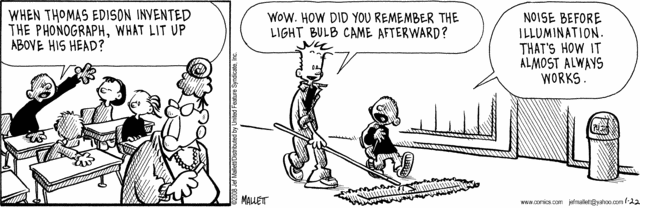 WHEN THOMAS EDISON INVENTED
THE PHONOGRAPH, WHAT LIT UP
ABOVE HIS HEAD?
©2008 Jef Mallett/Distributed by United Feature Syndicate, Inc.
MALLETT
WOW. HOW DID YOU REMEMBER THE
LIGHT BULB CAME AFTERWARD?
NOISE BEFORE
ILLUMINATION.
THAT'S HOW IT
ALMOST ALWAYS
WORKS.
www.comics.com jefmallett@yahoo.com 1-22